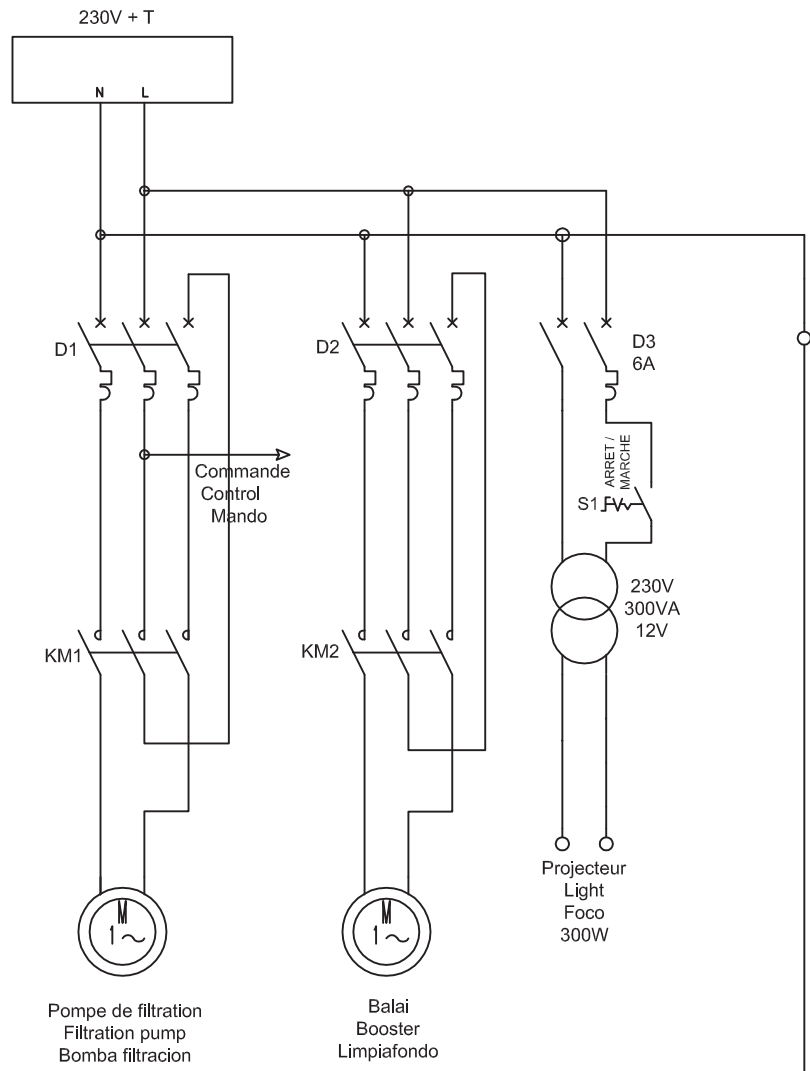 230V + T
N L
D1
D2
D3
6A
Commande
Control
Mando
ARRET /
MARCHE
S1
KM1
KM2
230V
300VA
12V
Projecteur
Light
Foco
300W
M
1~
M
1~
Pompe de filtration
Filtration pump
Bomba filtracion
Balai
Booster
Limpiafondo